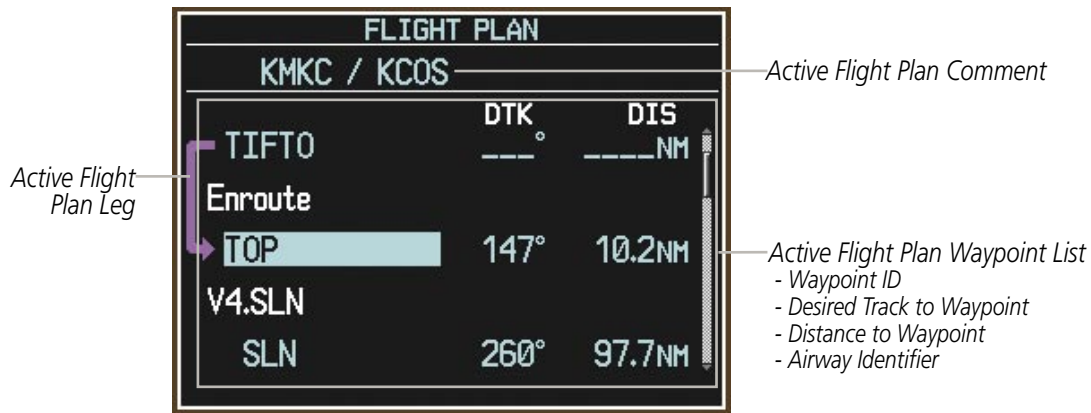 FLIGHT PLAN
KMKC / KCOS
Active Flight Plan Comment
DTK DIS
TIFTO ___° ____NM
Active Flight
Plan Leg
Enroute
TOP 147° 10.2NM
Active Flight Plan Waypoint List
- Waypoint ID
- Desired Track to Waypoint
- Distance to Waypoint
- Airway Identifier
V4.SLN
SLN 260° 97.7NM